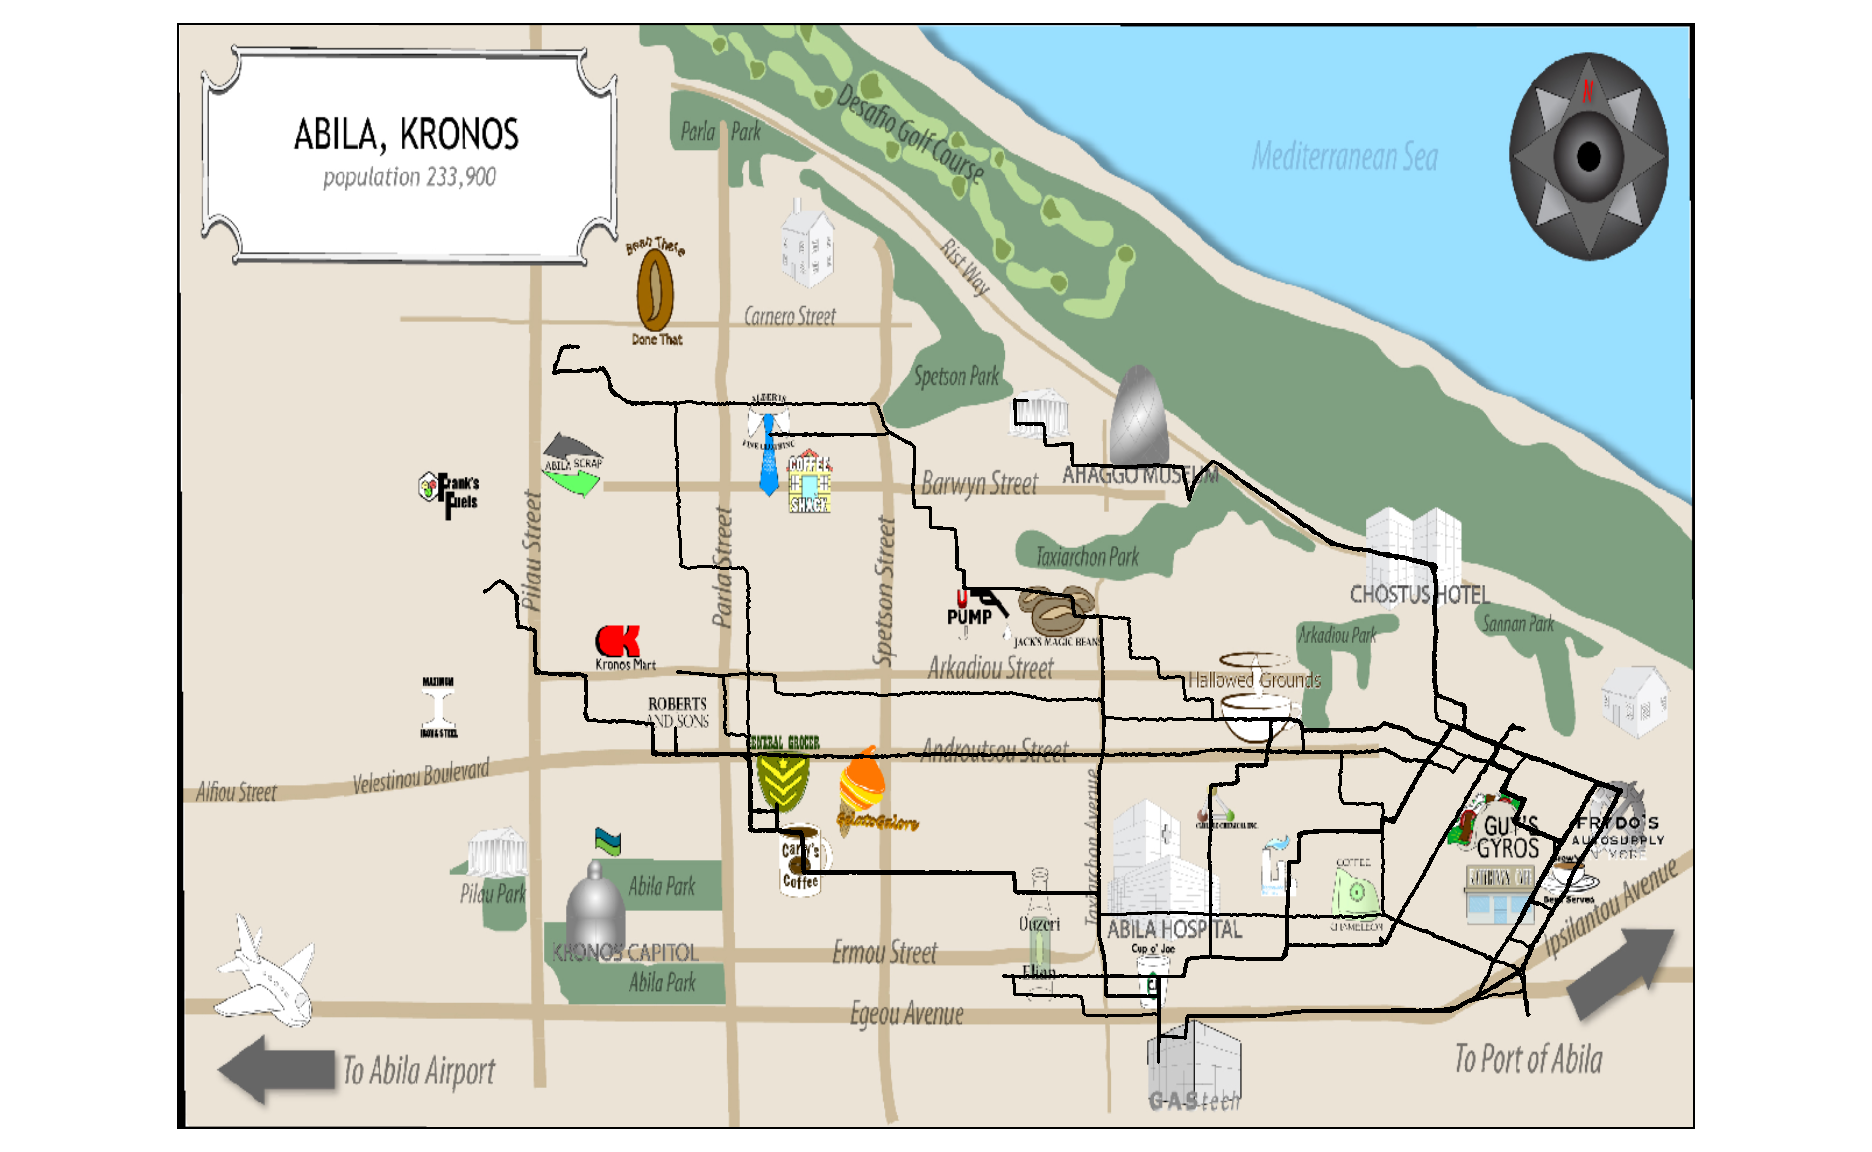 ABILA, KRONOS
population 233,900
N
Mediterranean Sea
Desafio Golf Course
Parla Park
Rist Way
Bean There
Done That
Carnero Street
Spetson Park
ALBERTS
FINE CLOTHING
ABILA SCRAP
COFFEE
SHACK
Barwyn Street
AHAGGO MUSEUM
Frank's
Fuels
Pilau Street
Parla Street
Spetson Street
Taxiarchon Park
CHOSTUS HOTEL
U
PUMP
JACK'S MAGIC BEAN
Arkadiou Park
Sannan Park
Kronos Mart
Arkadiou Street
Hallowed Grounds
MAXIMUM
IRON & STEEL
ROBERTS
AND SONS
GENERAL GROCER
Androutsou Street
Alfiou Street
Velestinou Boulevard
Gelato Galore
Taxiarchon Avenue
GUY'S
GYROS
FRYDO'S
AUTOSUPPLY
N' MORE
Carly's
Coffee
COFFEE
CHAMELEON
Brew've
Been Served
Pilau Park
Abila Park
Ouzeri
Elian
ABILA HOSPITAL
Cup o' Joe
Ipsilantou Avenue
KRONOS CAPITOL
Ermou Street
Abila Park
Egeou Avenue
To Abila Airport
To Port of Abila
GAStech